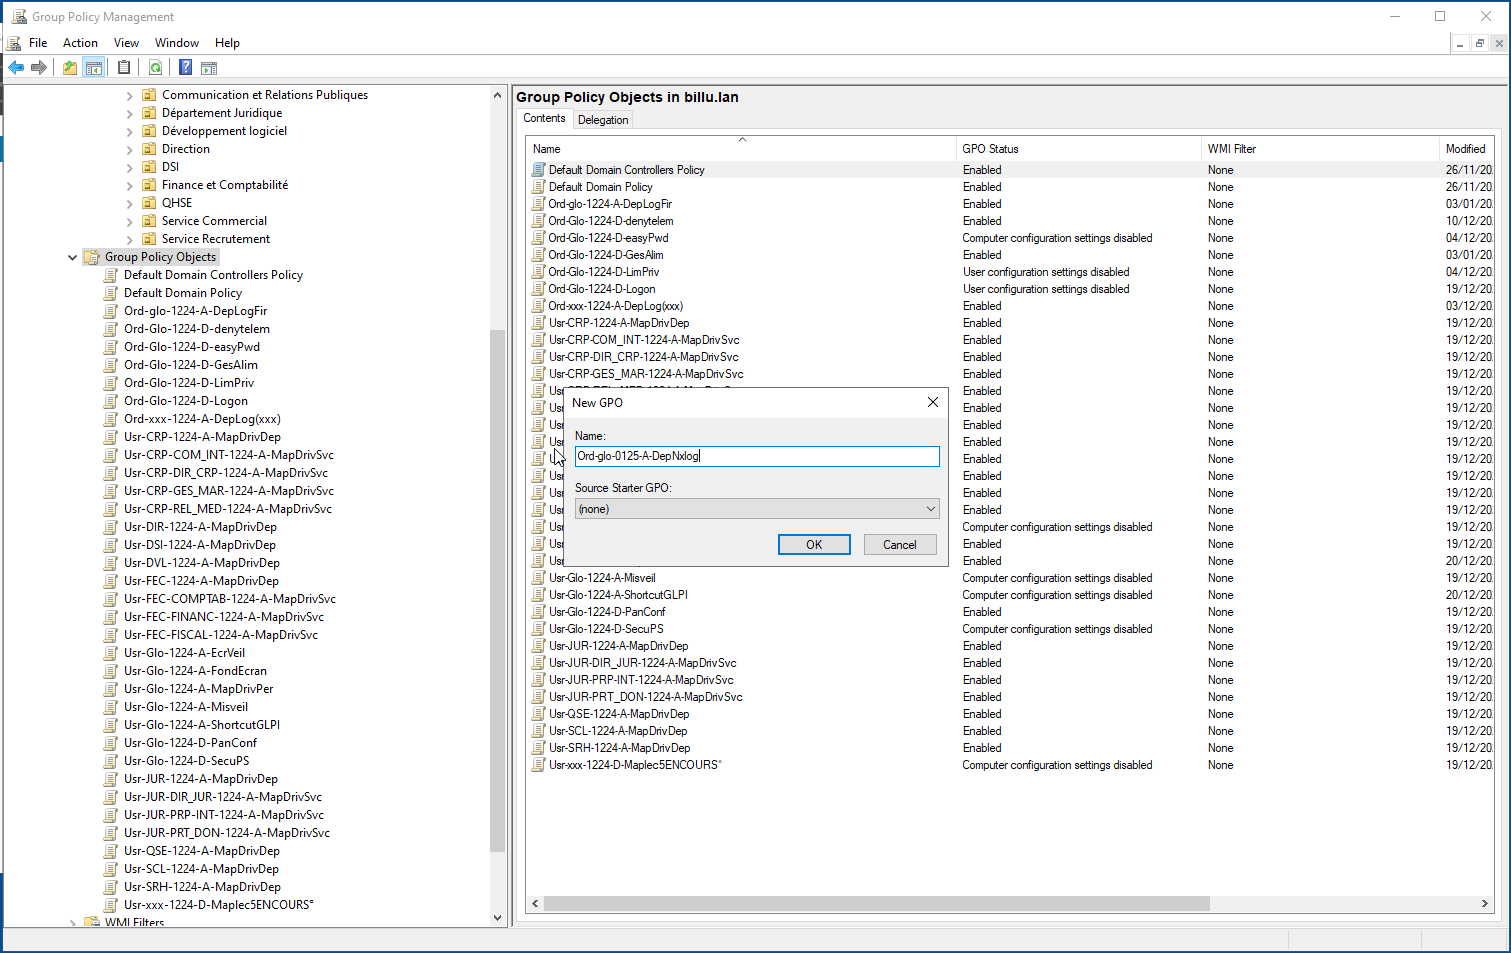 Group Policy Management
File Action View Window Help
Communication et Relations Publiques
Département Juridique
Développement logiciel
Direction
DSI
Finance et Comptabilité
QHSE
Service Commercial
Service Recrutement
Group Policy Objects
Default Domain Controllers Policy
Default Domain Policy
Ord-glo-1224-A-DepLogFir
Ord-Glo-1224-D-denytelem
Ord-Glo-1224-D-easyPwd
Ord-Glo-1224-D-GesAlim
Ord-Glo-1224-D-LimPriv
Ord-Glo-1224-D-Logon
Ord-xxx-1224-A-DepLog(xxx)
Usr-CRP-1224-A-MapDrivDep
Usr-CRP-COM_INT-1224-A-MapDrivSvc
Usr-CRP-DIR_CRP-1224-A-MapDrivSvc
Usr-CRP-GES_MAR-1224-A-MapDrivSvc
Usr-CRP-REL_MED-1224-A-MapDrivSvc
Usr-DIR-1224-A-MapDrivDep
Usr-DSI-1224-A-MapDrivDep
Usr-DVL-1224-A-MapDrivDep
Usr-FEC-1224-A-MapDrivDep
Usr-FEC-COMPTAB-1224-A-MapDrivSvc
Usr-FEC-FINANC-1224-A-MapDrivSvc
Usr-FEC-FISCAL-1224-A-MapDrivSvc
Usr-Glo-1224-A-EcrVeil
Usr-Glo-1224-A-FondEcran
Usr-Glo-1224-A-MapDrivPer
Usr-Glo-1224-A-Misveil
Usr-Glo-1224-A-ShortcutGLPI
Usr-Glo-1224-D-PanConf
Usr-Glo-1224-D-SecuPS
Usr-JUR-1224-A-MapDrivDep
Usr-JUR-DIR_JUR-1224-A-MapDrivSvc
Usr-JUR-PRP-INT-1224-A-MapDrivSvc
Usr-JUR-PRT_DON-1224-A-MapDrivSvc
Usr-QSE-1224-A-MapDrivDep
Usr-SCL-1224-A-MapDrivDep
Usr-SRH-1224-A-MapDrivDep
Usr-xxx-1224-D-Maplec5ENCOURS°
WMI Filters
Group Policy Objects in billu.lan
Contents Delegation
Name GPO Status WMI Filter Modified
Default Domain Controllers Policy Enabled None 26/11/20
Default Domain Policy Enabled None 26/11/20
Ord-glo-1224-A-DepLogFir Enabled None 03/01/20
Ord-Glo-1224-D-denytelem Enabled None 10/12/20
Ord-Glo-1224-D-easyPwd Computer configuration settings disabled None 04/12/20
Ord-Glo-1224-D-GesAlim Enabled None 03/01/20
Ord-Glo-1224-D-LimPriv User configuration settings disabled None 04/12/20
Ord-Glo-1224-D-Logon User configuration settings disabled None 19/12/20
Ord-xxx-1224-A-DepLog(xxx) Enabled None 03/12/20
Usr-CRP-1224-A-MapDrivDep Enabled None 19/12/20
Usr-CRP-COM_INT-1224-A-MapDrivSvc Enabled None 19/12/20
Usr-CRP-DIR_CRP-1224-A-MapDrivSvc Enabled None 19/12/20
Usr-CRP-GES_MAR-1224-A-MapDrivSvc Enabled None 19/12/20
Enabled None 19/12/20
Enabled None 19/12/20
Enabled None 19/12/20
Enabled None 19/12/20
Enabled None 19/12/20
Enabled None 19/12/20
Enabled None 19/12/20
Enabled None 19/12/20
Computer configuration settings disabled None 19/12/20
Enabled None 19/12/20
Enabled None 20/12/20
Usr-Glo-1224-A-Misveil Computer configuration settings disabled None 19/12/20
Usr-Glo-1224-A-ShortcutGLPI Computer configuration settings disabled None 20/12/20
Usr-Glo-1224-D-PanConf Enabled None 19/12/20
Usr-Glo-1224-D-SecuPS Computer configuration settings disabled None 19/12/20
Usr-JUR-1224-A-MapDrivDep Enabled None 19/12/20
Usr-JUR-DIR_JUR-1224-A-MapDrivSvc Enabled None 19/12/20
Usr-JUR-PRP-INT-1224-A-MapDrivSvc Enabled None 19/12/20
Usr-JUR-PRT_DON-1224-A-MapDrivSvc Enabled None 19/12/20
Usr-QSE-1224-A-MapDrivDep Enabled None 19/12/20
Usr-SCL-1224-A-MapDrivDep Enabled None 19/12/20
Usr-SRH-1224-A-MapDrivDep Enabled None 19/12/20
Usr-xxx-1224-D-Maplec5ENCOURS° Computer configuration settings disabled None 19/12/20
New GPO
Name:
Ord-glo-0125-A-DepNxlog
Source Starter GPO:
(none)
OK Cancel